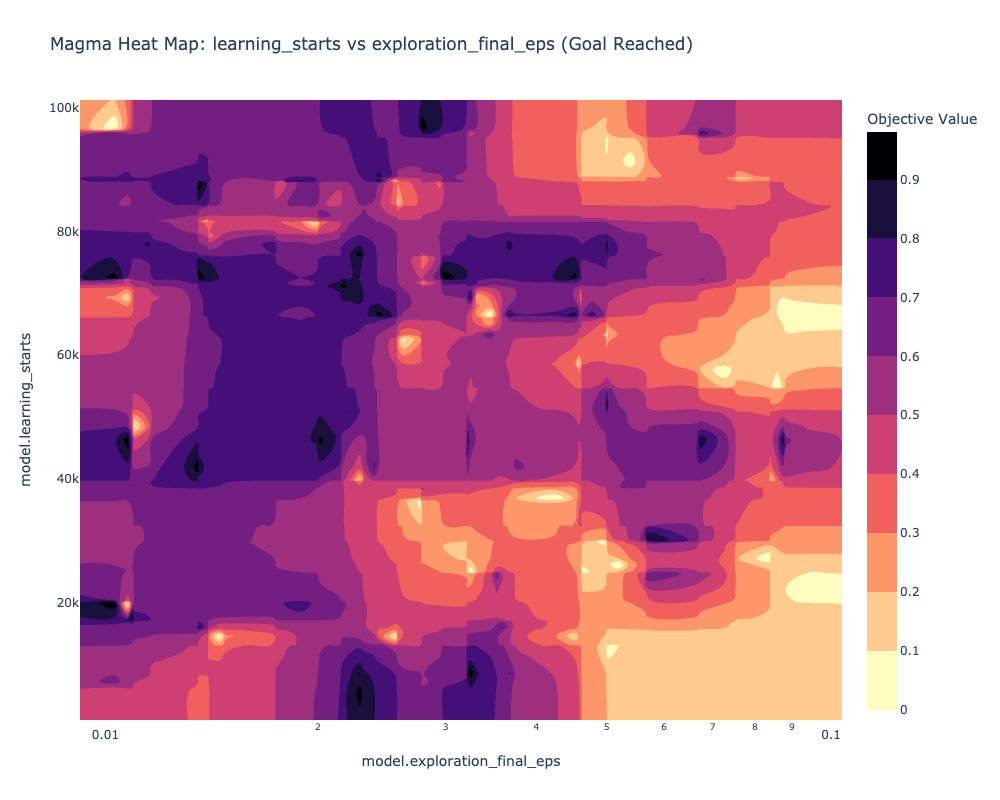 Magma Heat Map: learning_starts vs exploration_final_eps (Goal Reached)
Objective Value
100k
80k
60k
40k
20k
model.learning_starts
0.9
0.8
0.7
0.6
0.5
0.4
0.3
0.2
0.1
0
0.01 2 3 4 5 6 7 8 9 0.1
model.exploration_final_eps